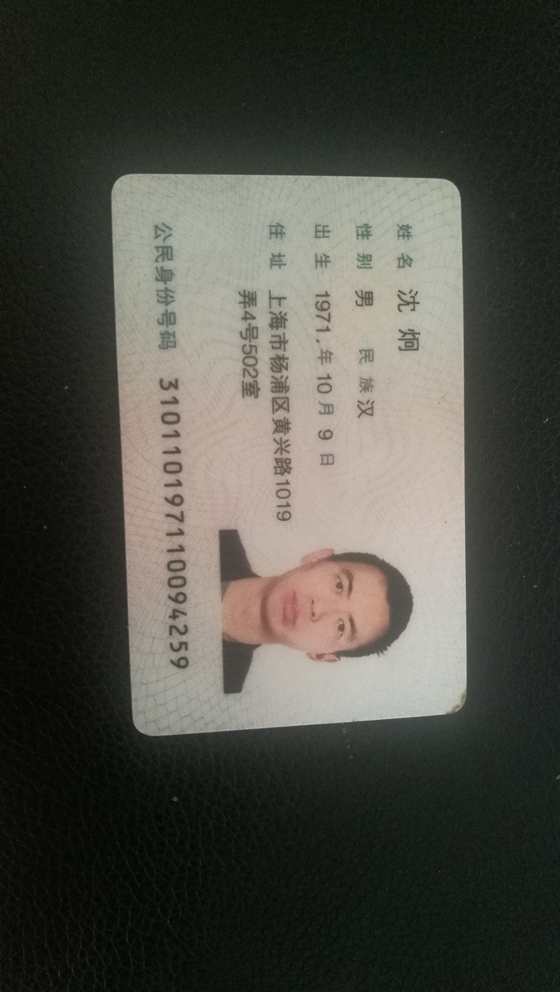 姓名 沈炯
性别 男 民族 汉
出生 1971.年 10 月 9 日
住址 上海市杨浦区黄兴路1019
弄4号502室
公民身份号码 310110197110094259